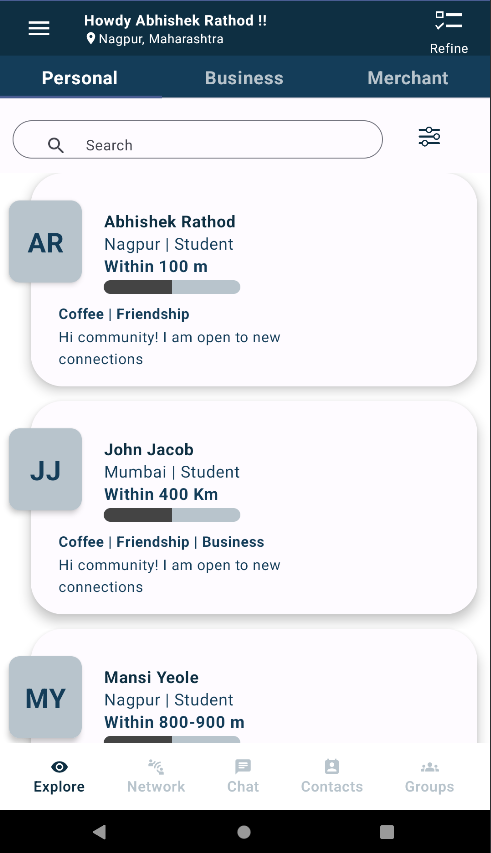 Howdy Abhishek Rathod !!
Nagpur, Maharashtra
Refine
Personal Business Merchant
Search
AR
Abhishek Rathod
Nagpur | Student
Within 100 m
Coffee | Friendship
Hi community! I am open to new
connections
JJ
John Jacob
Mumbai | Student
Within 400 Km
Coffee | Friendship | Business
Hi community! I am open to new
connections
MY
Mansi Yeole
Nagpur | Student
Within 800-900 m
Explore Network Chat Contacts Groups